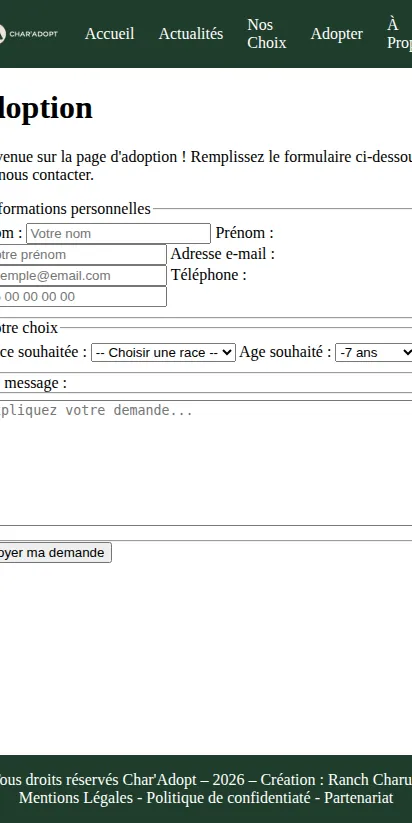 CHAR'ADOPT Accueil Actualités Nos Choix Adopter À
doption
venue sur la page d'adoption ! Remplissez le formulaire ci-dessou
nous contacter.
formations personnelles
om : Votre nom Prénom :
otre prénom Adresse e-mail :
emple@email.com Téléphone :
00 00 00 00
otre choix
ce souhaitée : -- Choisir une race -- Age souhaité : -7 ans
message :
pliquez votre demande...
oyer ma demande
ous droits réservés Char'Adopt – 2026 – Création : Ranch Charu
Mentions Légales - Politique de confidentiaté - Partenariat